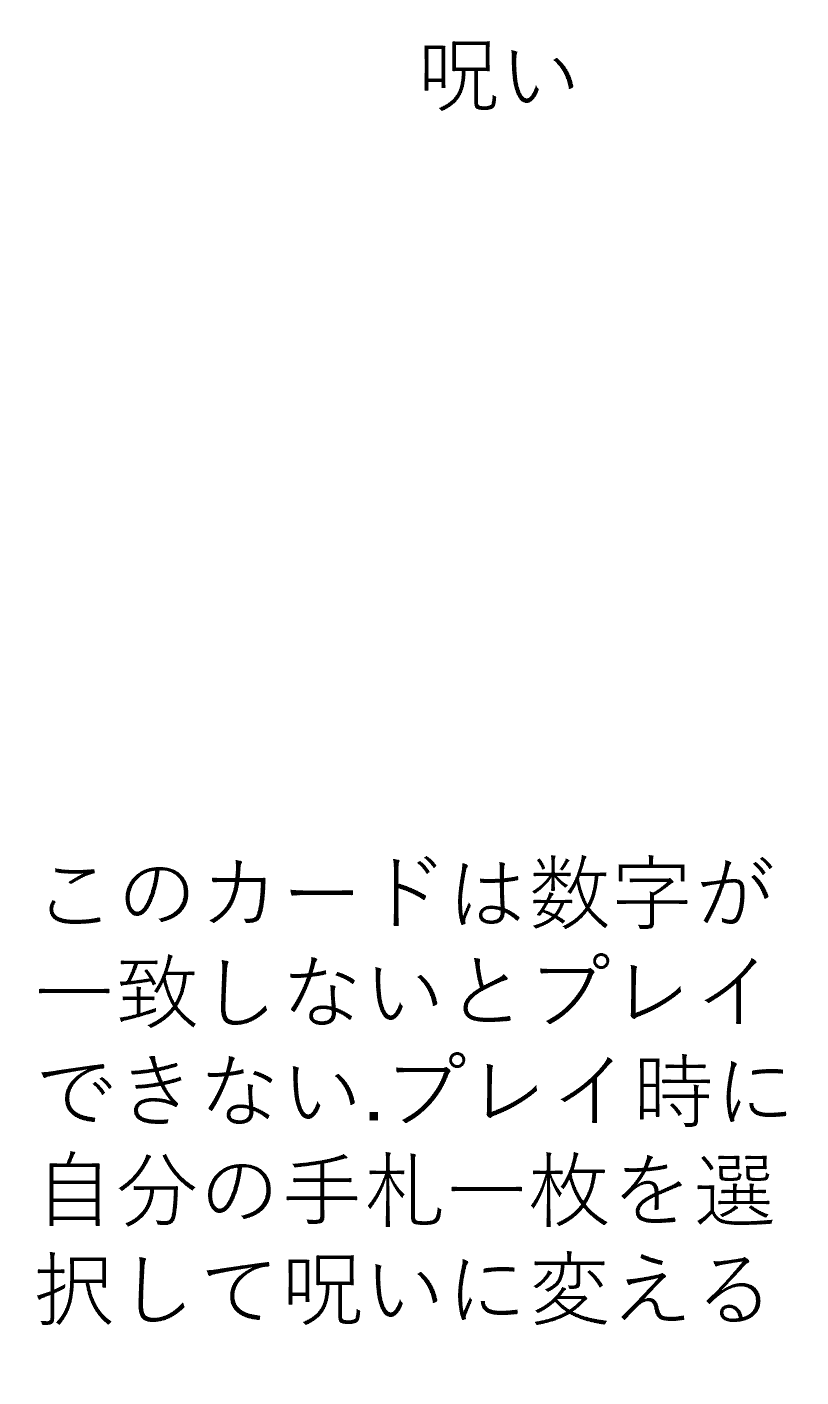 呪い
このカードは数字が
一致しないとプレイ
できない.プレイ時に
自分の手札一枚を選
択して呪いに変える